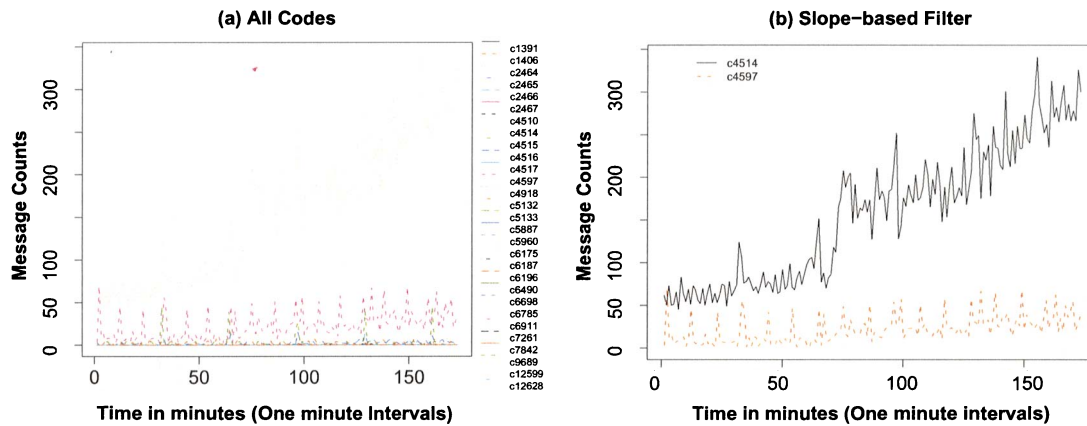 (a) All Codes
Message Counts
0
50
100
200
300
0
50
100
150
Time in minutes (One minute Intervals)
c1391
c1406
c2464
c2465
c2466
c2467
c4510
c4514
c4515
c4516
c4517
c4597
c4918
c5132
c5133
c5887
c5960
c6175
c6187
c6196
c6490
c6698
c6785
c6911
c7261
c7842
c9689
c12599
c12628
(b) Slope−based Filter
Message Counts
0
50
100
200
300
c4514
c4597
0
50
100
150
Time in minutes (One minute intervals)